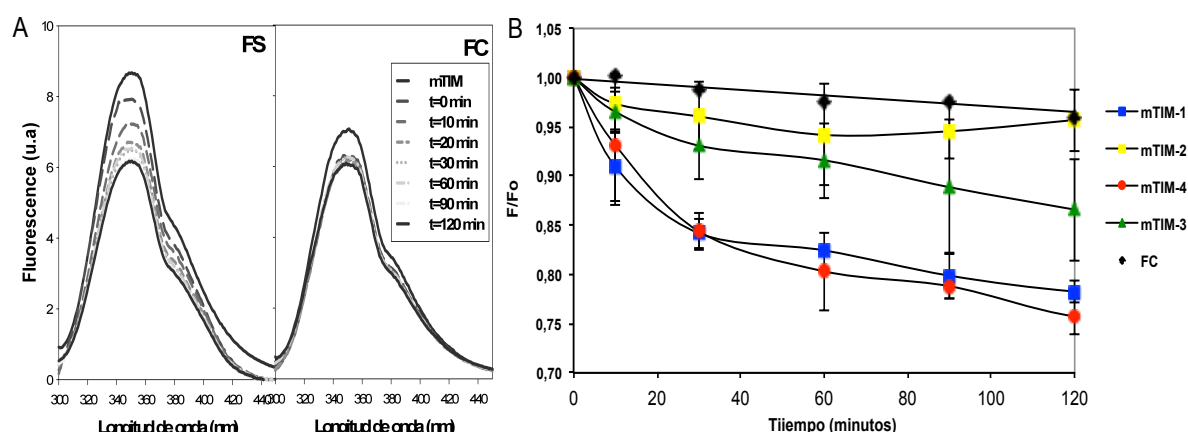 A
FS
FC
mTIM
t=0 min
t=10 min
t=20 min
t=30 min
t=60 min
t=90 min
t=120 min
Fluorescence (u.a)
10
8
6
4
2
0
300 320 340 360 380 400 420 440
300 320 340 360 380 400 420 440
Longitud de onda (nm)
Longitud de onda (nm)
B
F/Fo
1,05
1,00
0,95
0,90
0,85
0,80
0,75
0,70
0 20 40 60 80 100 120
Tiiempo (minutos)
mTIM-1
mTIM-2
mTIM-4
mTIM-3
FC